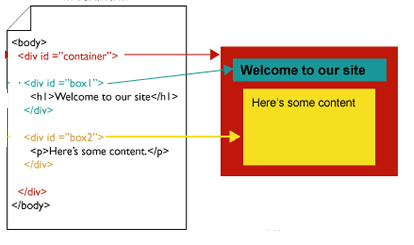 <body>
<div id ="container">
<div id ="box1">
<h1>Welcome to our site</h1>
</div>
<div id ="box2">
<p>Here's some content.</p>
</div>
</div>
</body>
Welcome to our site
Here's some content